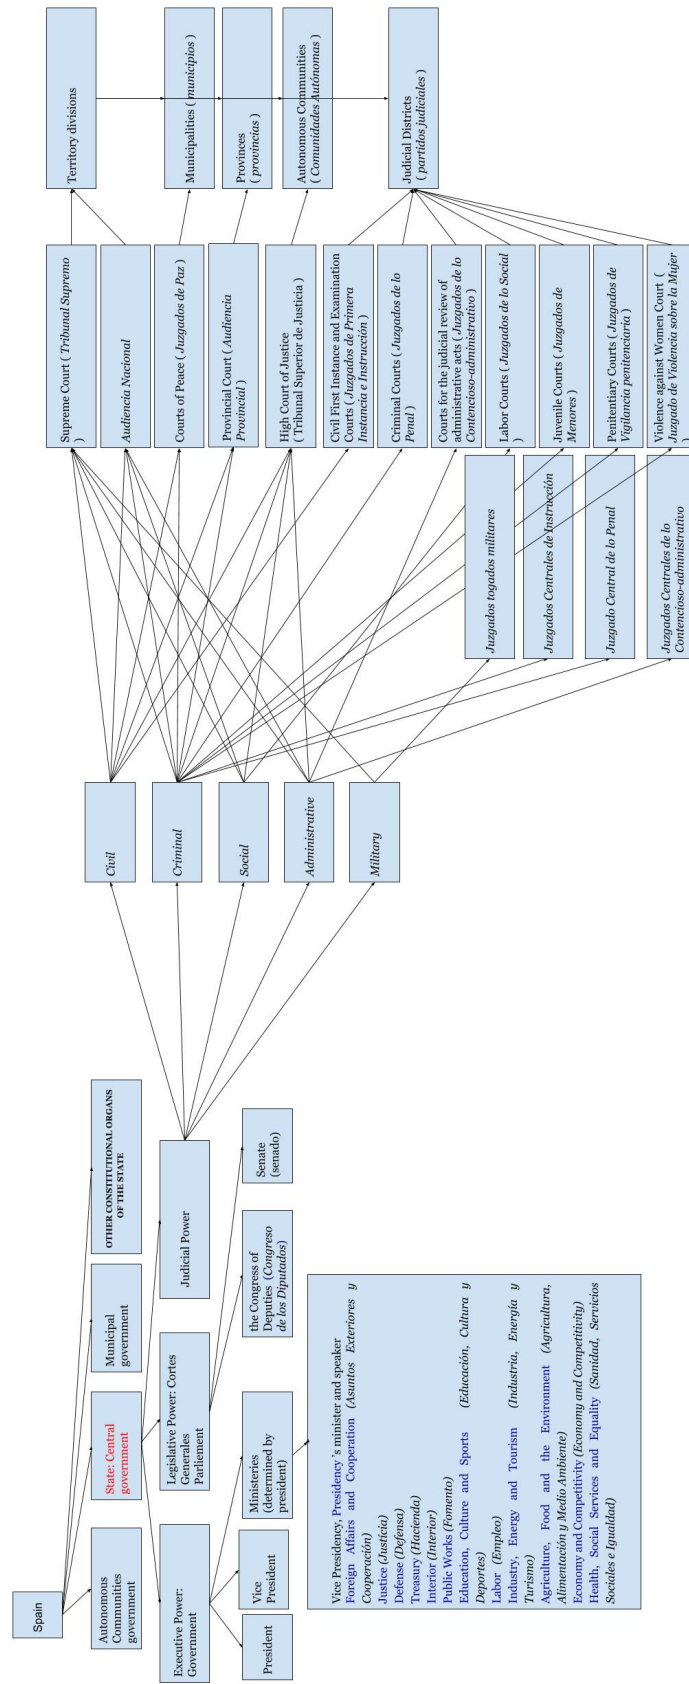 Spain
Autonomous
Communities
government
State: Central
government
Municipal
government
OTHER CONSTITUTIONAL ORGANS
OF THE STATE
Executive Power:
Government
Legislative Power: Cortes
Generales
Parliement
Judicial Power
President
Vice
President
Ministeries
(determined by
president)
the Congress of
Deputies (Congreso
de los Diputados)
Senate
(senado)
Vice Presidency, Presidency's minister and speaker
Foreign Affairs and Cooperation (Asuntos Exteriores y
Cooperación)
Justice (Justícia)
Defense (Defensa)
Treasury (Hacienda)
Interior (Interior)
Public Works (Fomento)
Education, Culture and Sports (Educación, Cultura y
Deportes)
Labor (Empleo)
Industry, Energy and Tourism (Industria, Energía y
Turismo)
Agriculture, Food and the Environment (Agricultura,
Alimentación y Medio Ambiente)
Economy and Competitivity (Economy and Competitivity)
Health, Social Services and Equality (Sanidad, Servicios
Sociales e Igualdad)
Civil
Criminal
Social
Administrative
Military
Juzgados togados militares
Juzgados Centrales de Instrucción
Juzgado Central de lo Penal
Juzgados Centrales de lo
Contencioso-administrativo
Supreme Court ( Tribunal Supremo
)
Audiencia Nacional
Courts of Peace ( Juzgados de Paz )
Provincial Court ( Audiencia
Provincial )
High Court of Justice
( Tribunal Superior de Justicia )
Civil First Instance and Examination
Courts ( Juzgados de Primera
Instancia e Instrucción )
Criminal Courts ( Juzgados de lo
Penal )
Courts for the judicial review of
administrative acts ( Juzgados de lo
Contencioso-administrativo )
Labor Courts ( Juzgados de lo Social
)
Juvenile Courts ( Juzgados de
Menores )
Penitentiary Courts ( Juzgados de
Vigilancia penitenciaria )
Violence against Women Court (
Juzgado de Violencia sobre la Mujer
)
Territory divisions
Municipalities ( municipios )
Provinces
( provincias )
Autonomous Communities
( Comunidades Autónomas )
Judicial Districts
( partidos judiciales )